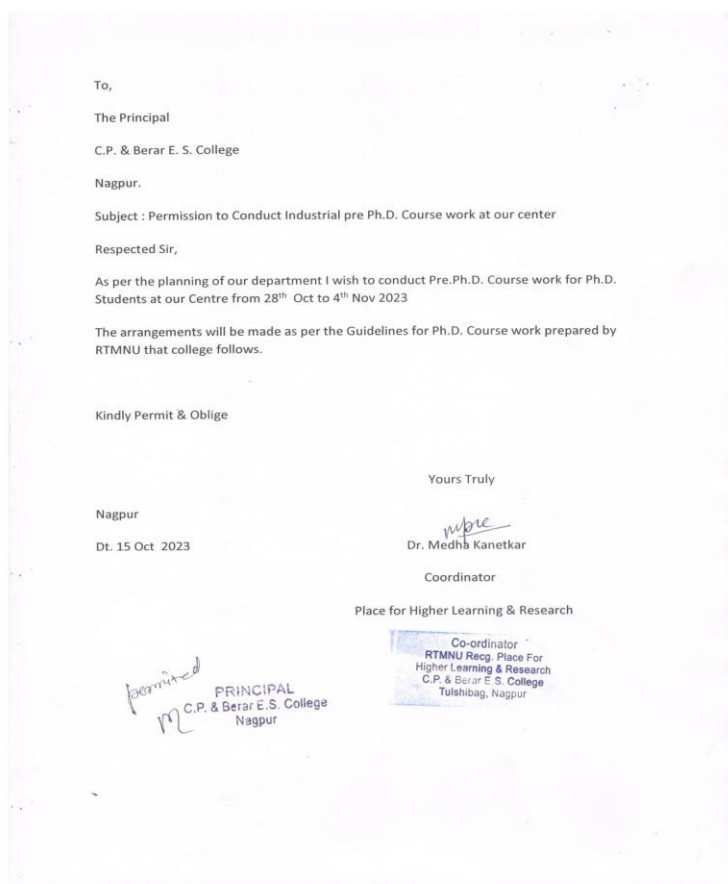 To,
The Principal
C.P. & Berar E. S. College
Nagpur.
Subject : Permission to Conduct Industrial pre Ph.D. Course work at our center
Respected Sir,
As per the planning of our department I wish to conduct Pre.Ph.D. Course work for Ph.D.
Students at our Centre from 28th Oct to 4th Nov 2023
The arrangements will be made as per the Guidelines for Ph.D. Course work prepared by
RTMNU that college follows.
Kindly Permit & Oblige
Yours Truly
Nagpur
Dt. 15 Oct 2023
Dr. Medha Kanetkar
Coordinator
Place for Higher Learning & Research
Co-ordinator
RTMNU Recg. Place For
Higher Learning & Research
C.P. & Berar E S. College
Tulshibag, Nagpur
permitted
PRINCIPAL
C.P. & Berar E.S. College
Nagpur